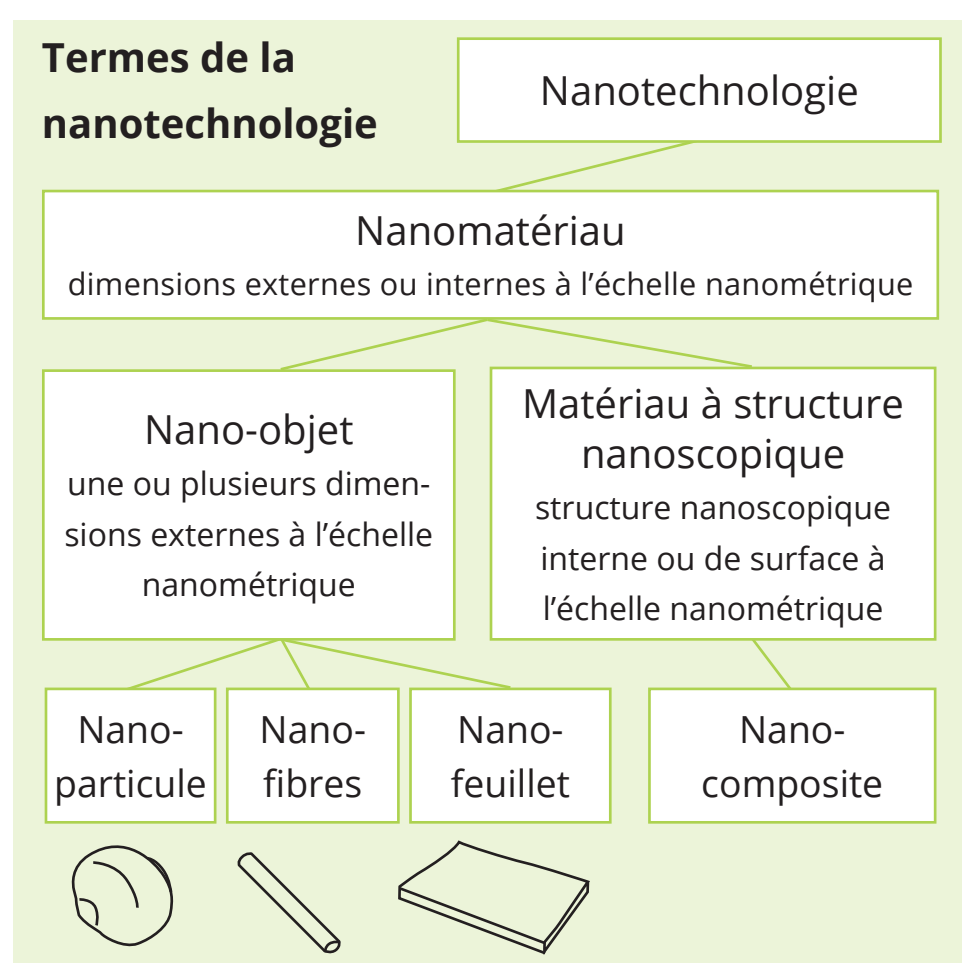 Termes de la
nanotechnologie
Nanotechnologie
Nanomatériau
dimensions externes ou internes à l’échelle nanométrique
Nano-objet
une ou plusieurs dimen-
sions externes à l’échelle
nanométrique
Matériau à structure
nanoscopique
structure nanoscopique
interne ou de surface à
l’échelle nanométrique
Nano-
particule
Nano-
fibres
Nano-
feuillet
Nano-
composite